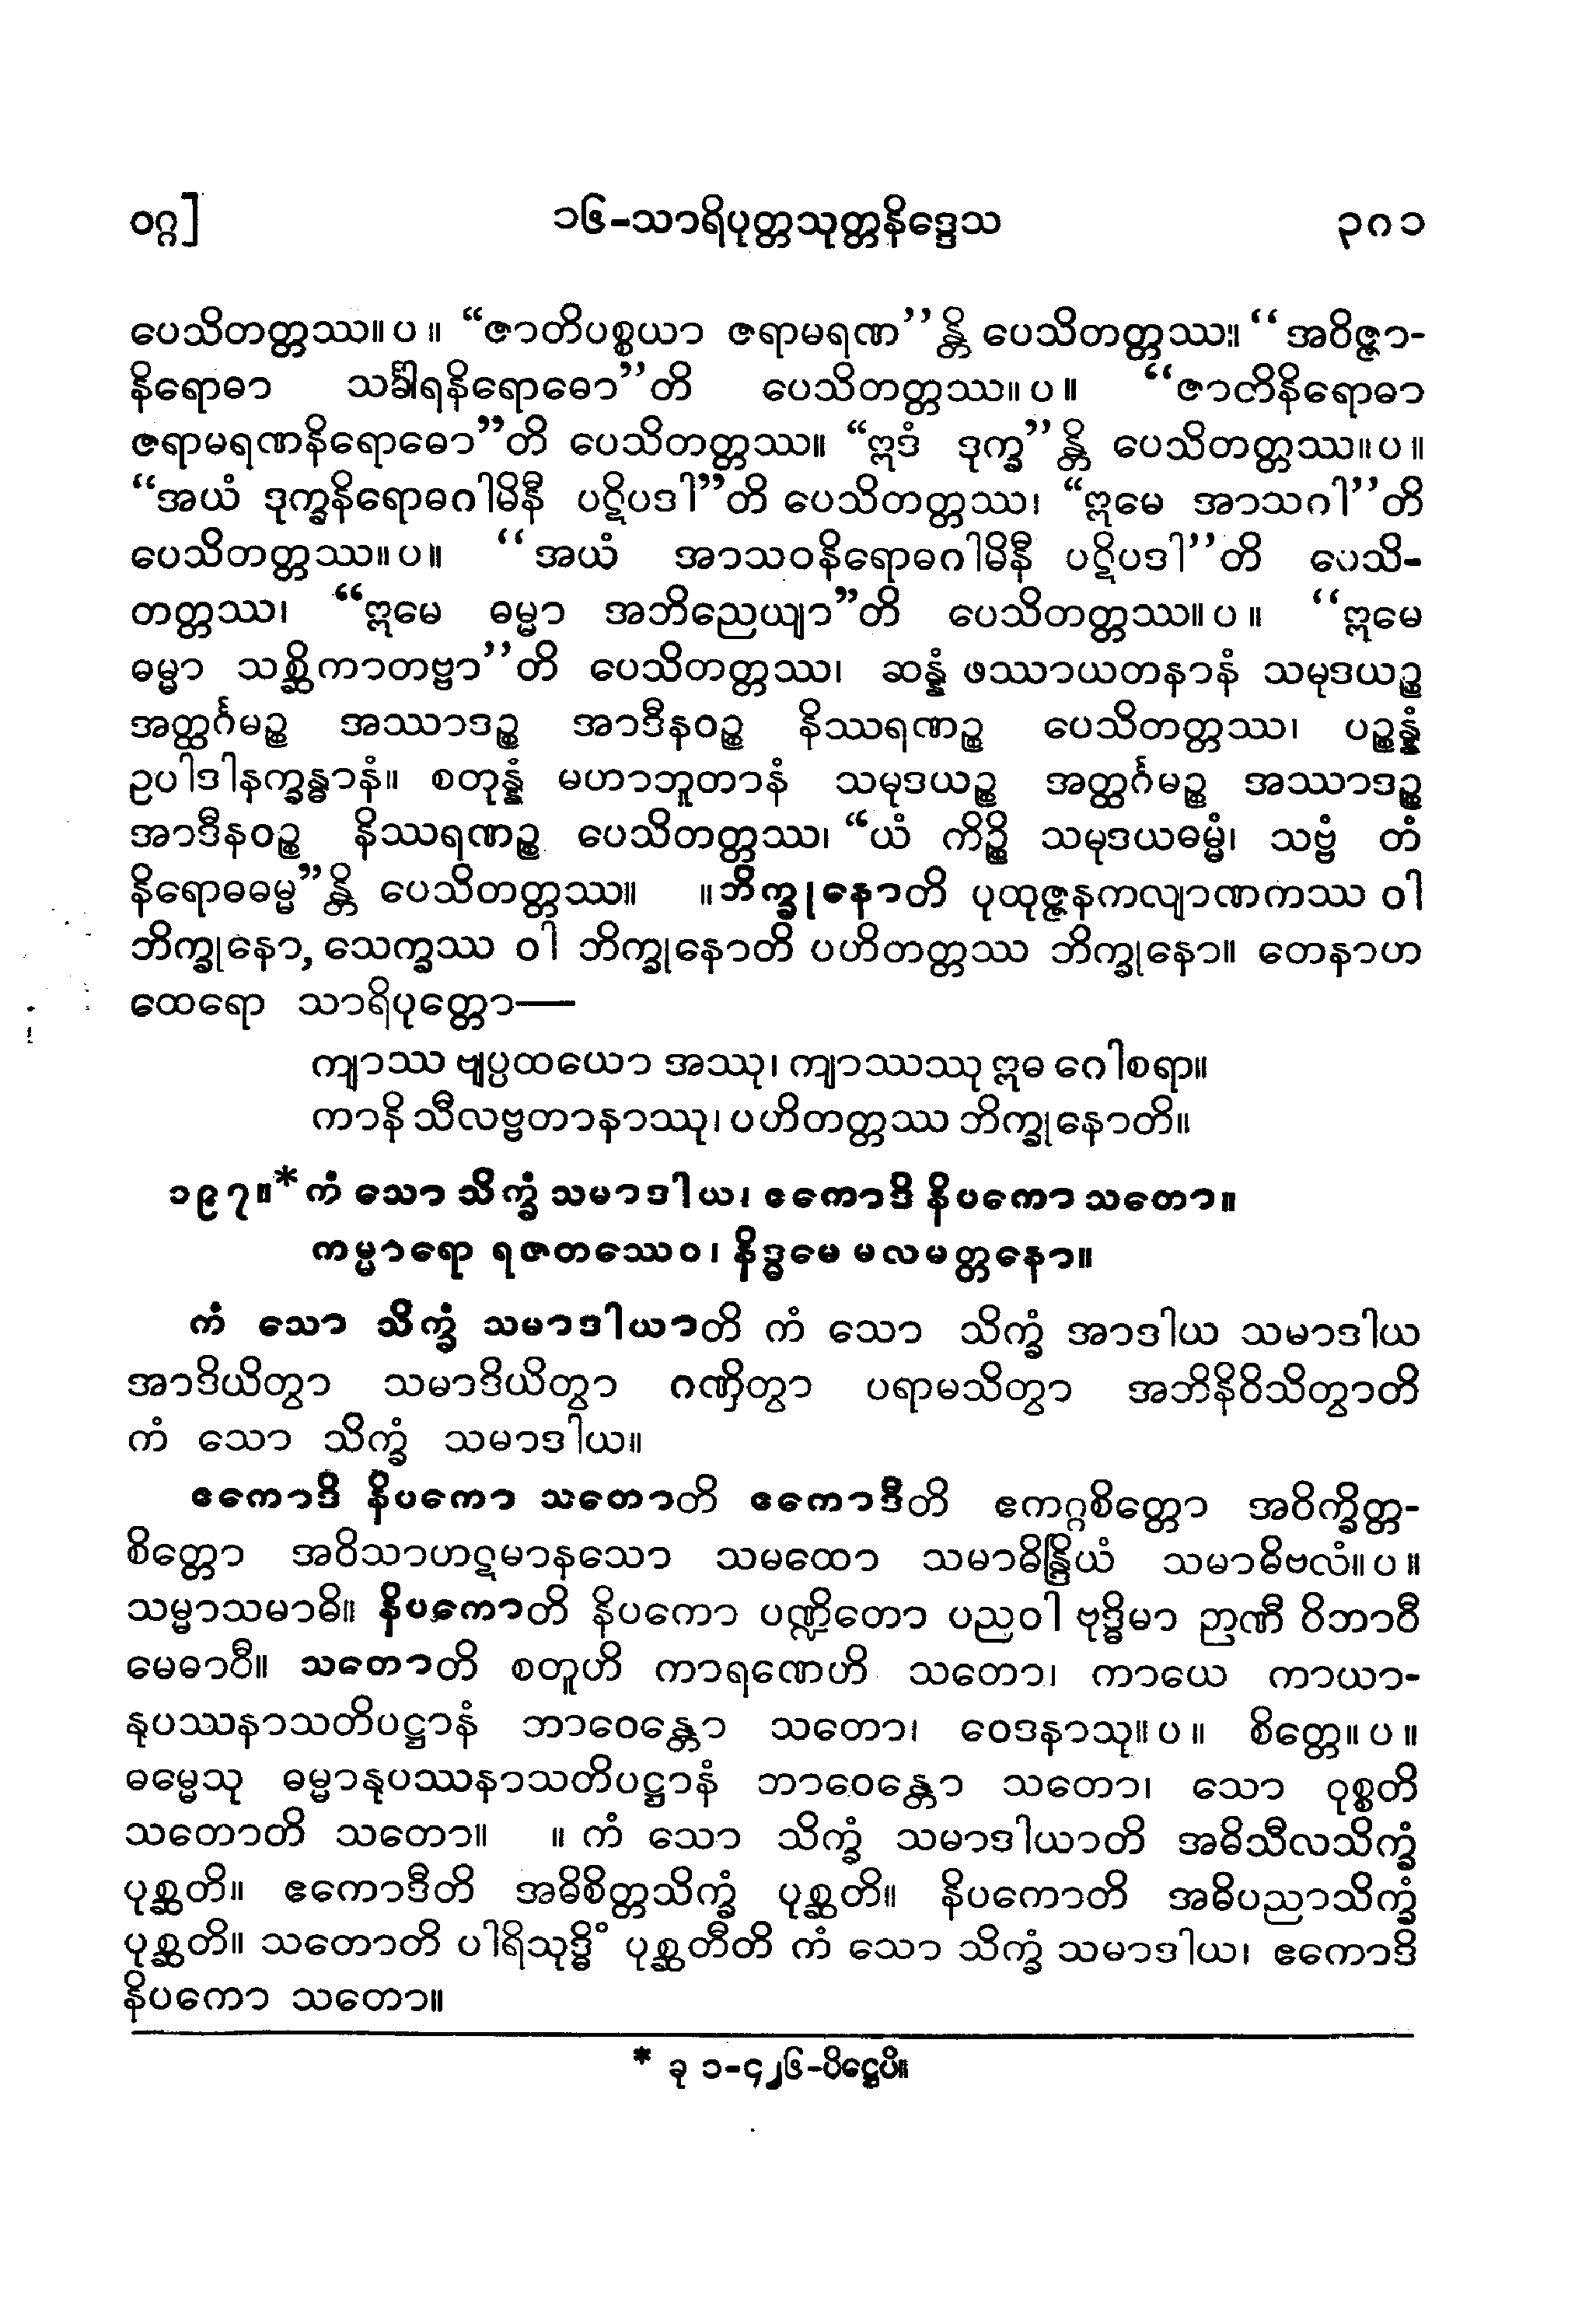 ဝဂ္ဂ]
၁၆-သာရိပုတ္တသုတ္တနိဒ္ဒေသ
၃၈၁
ပေသိတတ္တဿ။ပ။ “ဇာတိပစ္စယာ ဇရာမရဏ’’န္တိ ပေသိတတ္တဿ။ ‘‘အဝိဇ္ဇာ-
နိရောဓာ သင်္ခါရနိရောဓော’’တိ ပေသိတတ္တဿ။ပ။ ‘‘ဇာတိနိရောဓာ
ဇရာမရဏနိရောဓော”တိ ပေသိတတ္တဿ။ “ဣဒံ ဒုက္ခ’’န္တိ ပေသိတတ္တဿ။ပ။
“အယံ ဒုက္ခနိရောဓဂါမိနီ ပဋိပဒါ”တိ ပေသိတတ္တဿ၊ “ဣမေ အာသဂါ’’တိ
ပေသိတတ္တဿ။ပ။ ‘‘အယံ အာသဝနိရောဓဂါမိနီ ပဋိပဒါ’’တိ ပေသိ-
တတ္တဿ၊ “ဣမေ ဓမ္မာ အဘိညေယျာ”တိ ပေသိတတ္တဿ။ပ။ ‘‘ဣမေ
ဓမ္မာ သစ္ဆိကာတဗ္ဗာ’’တိ ပေသိတတ္တဿ၊ ဆန္နံ ဖဿာယတနာနံ သမုဒယဉ္စ
အတ္ထင်္ဂမဉ္စ အဿာဒဉ္စ အာဒီနဝဉ္စ နိဿရဏဉ္စ ပေသိတတ္တဿ၊ ပဉ္စန္နံ
ဥပါဒါနက္ခန္ဓာနံ။ စတုန္နံ မဟာဘူတာနံ သမုဒယဉ္စ အတ္ထင်္ဂမဉ္စ အဿာဒဉ္စ
အာဒီနဝဉ္စ နိဿရဏဉ္စ ပေသိတတ္တဿ၊ “ယံ ကိဉ္စိ သမုဒယဓမ္မံ၊ သဗ္ဗံ တံ
နိရောဓဓမ္မ”န္တိ ပေသိတတ္တဿ။ ။ဘိက္ခုနောတိ ပုထုဇ္ဇနကလျာဏကဿ ဝါ
ဘိက္ခုနော, သေက္ခဿ ဝါ ဘိက္ခုနောတိ ပဟိတတ္တဿ ဘိက္ခုနော။ တေနာဟ
ထေရော သာရိပုတ္တော—
ကျာဿ ဗျပ္ပထယော အဿု၊ ကျာဿဿု ဣဓ ဂေါစရာ။
ကာနိ သီလဗ္ဗတာနာဿု၊ ပဟိတတ္တဿ ဘိက္ခုနောတိ။
၁၉၇။* ကံ သော သိက္ခံ သမာဒါယ၊ ဧကောဒိ နိပကော သတော။
ကမ္မာရော ရဇတဿေဝ၊ နိဒ္ဓမေ မလမတ္တနော။
ကံ သော သိက္ခံ သမာဒါယာတိ ကံ သော သိက္ခံ အာဒါယ သမာဒါယ
အာဒိယိတွာ သမာဒိယိတွာ ဂဏှိတွာ ပရာမသိတွာ အဘိနိဝိသိတွာတိ
ကံ သော သိက္ခံ သမာဒါယ။
ဧကောဒိ နိပကော သတောတိ ဧကောဒီတိ ဧကဂ္ဂစိတ္တော အဝိက္ခိတ္တ-
စိတ္တော အဝိသာဟဋမာနသော သမထော သမာဓိန္ဒြိယံ သမာဓိဗလံ။ပ။
သမ္မာသမာဓိ။ နိပကောတိ နိပကော ပဏ္ဍိတော ပညဝါ ဗုဒ္ဓိမာ ဉာဏီ ဝိဘာဝီ
မေဓာဝီ။ သတောတိ စတူဟိ ကာရဏေဟိ သတော၊ ကာယေ ကာယာ-
နုပဿနာသတိပဋ္ဌာနံ ဘာဝေန္တော သတော၊ ဝေဒနာသု။ပ။ စိတ္တေ။ပ။
ဓမ္မေသု ဓမ္မာနုပဿနာသတိပဋ္ဌာနံ ဘာဝေန္တော သတော၊ သော ဝုစ္စတိ
သတောတိ သတော။ ။ ကံ သော သိက္ခံ သမာဒါယာတိ အဓိသီလသိက္ခံ
ပုစ္ဆတိ။ ဧကောဒီတိ အဓိစိတ္တသိက္ခံ ပုစ္ဆတိ။ နိပကောတိ အဓိပညာသိက္ခံ
ပုစ္ဆတိ။ သတောတိ ပါရိသုဒ္ဓိံ ပုစ္ဆတီတိ ကံ သော သိက္ခံ သမာဒါယ၊ ဧကောဒိ
နိပကော သတော။
* ခု ၁-၄၂၆-ပိဋ္ဌေပိ။